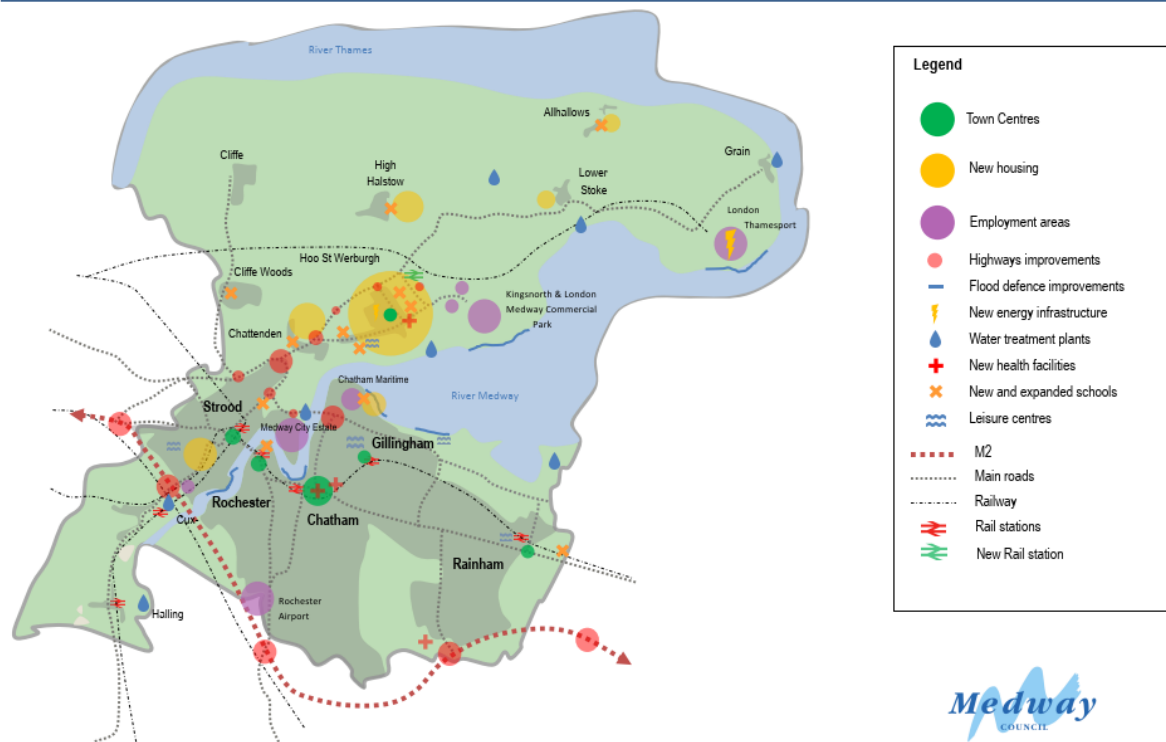 River Thames
Allhallows
Cliffe
High
Halstow
Lower
Stoke
Grain
London
Thamesport
Hoo St Werburgh
Cliffe Woods
Kingsnorth & London
Medway Commercial
Park
Chattenden
Chatham Maritime
River Medway
Strood
Medway City Estate
Gillingham
Rochester
Chatham
Cux
Rainham
Rochester
Airport
Halling
Legend
Town Centres
New housing
Employment areas
Highways improvements
Flood defence improvements
New energy infrastructure
Water treatment plants
New health facilities
New and expanded schools
Leisure centres
M2
Main roads
Railway
Rail stations
New Rail station
Medway
COUNCIL